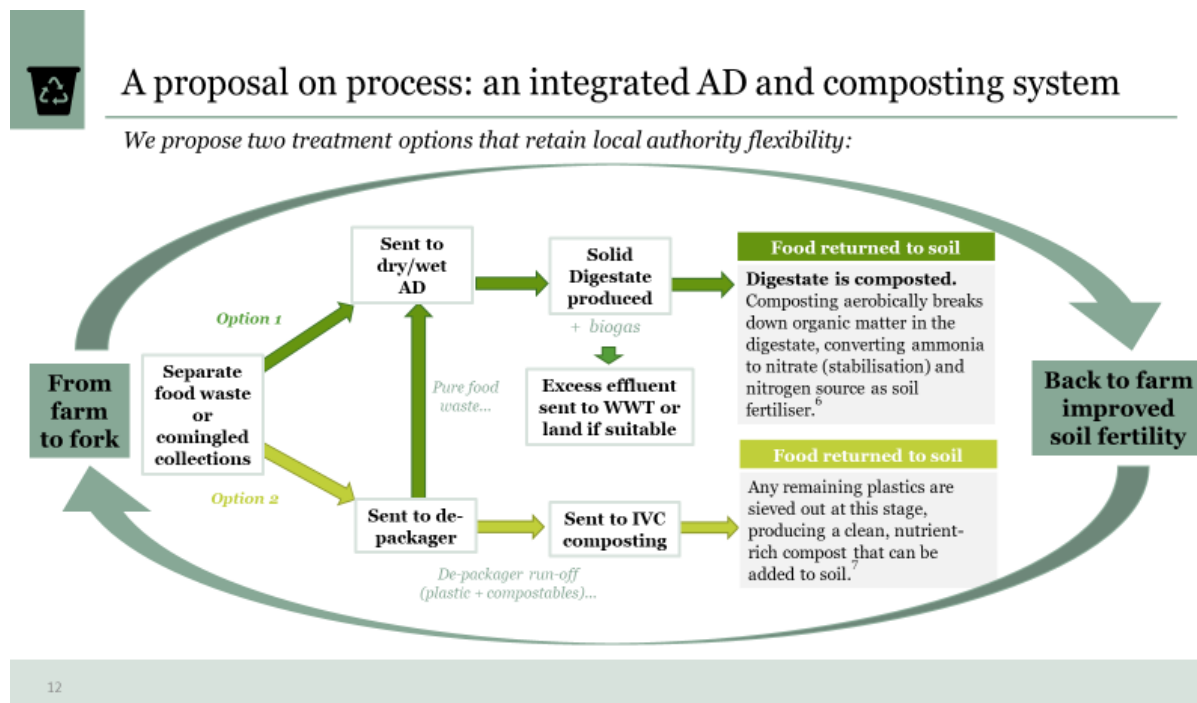 A proposal on process: an integrated AD and composting system
We propose two treatment options that retain local authority flexibility:
From
farm
to fork
Separate
food waste
or
comingled
collections
Option 1
Option 2
Sent to
dry/wet
AD
Pure food
waste...
Sent to de-
packager
De-packager run-off
(plastic + compostables)...
Solid
Digestate
produced
+ biogas
Excess effluent
sent to WWT or
land if suitable
Sent to IVC
composting
Food returned to soil
Digestate is composted.
Composting aerobically breaks
down organic matter in the
digestate, converting ammonia
to nitrate (stabilisation) and
nitrogen source as soil
fertiliser.6
Food returned to soil
Any remaining plastics are
sieved out at this stage,
producing a clean, nutrient-
rich compost that can be
added to soil.7
Back to farm
improved
soil fertility
12